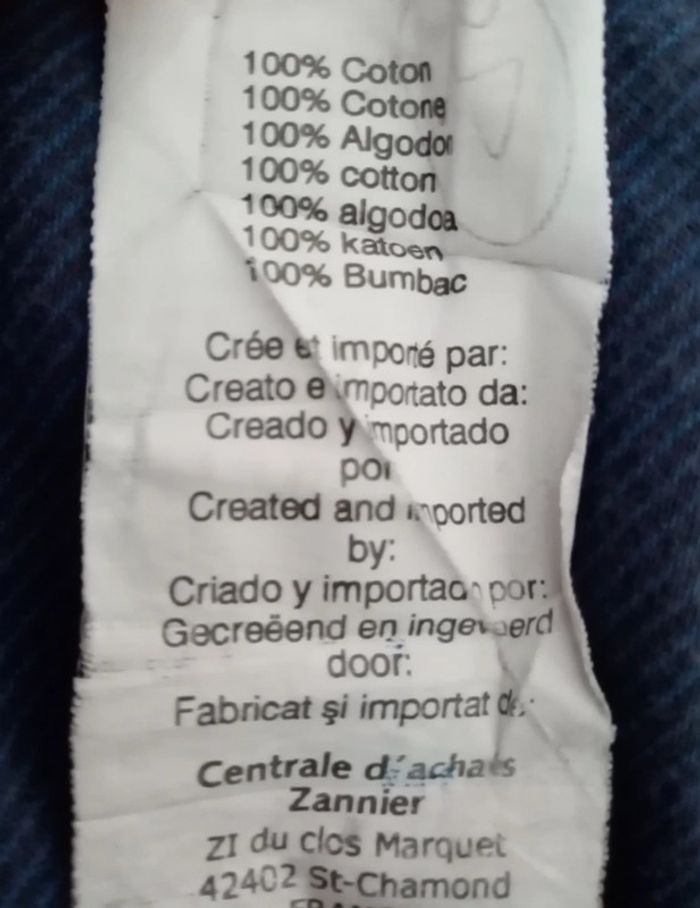 100% Coton
100% Cotone
100% Algodon
100% cotton
100% algodoa
100% katoen
100% Bumbac
Crée et importé par:
Creato e importato da:
Creado y importado
por
Created and imported
by:
Criado y importado por:
Gecreëend en ingevoerd
door:
Fabricat şi importat de:
Centrale d'achats
Zannier
ZI du clos Marquet
42402 St-Chamond